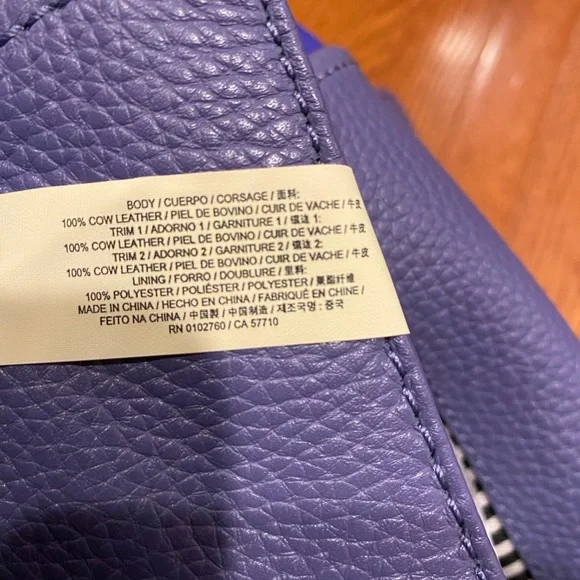 BODY / CUERPO / CORSAGE / 面料:
100% COW LEATHER / PIEL DE BOVINO / CUIR DE VACHE / 牛皮
TRIM 1 / ADORNO 1 / GARNITURE 1 / 镶边 1:
100% COW LEATHER / PIEL DE BOVINO / CUIR DE VACHE / 牛皮
TRIM 2 / ADORNO 2 / GARNITURE 2 / 镶边 2:
100% COW LEATHER / PIEL DE BOVINO / CUIR DE VACHE / 牛皮
LINING / FORRO / DOUBLURE / 里料:
100% POLYESTER / POLIÉSTER / POLYESTER / 聚酯纤维
MADE IN CHINA / HECHO EN CHINA / FABRIQUÉ EN CHINE /
FEITO NA CHINA / 中国製 / 中国制造 / 제조국명 : 중국
RN 0102760 / CA 57710